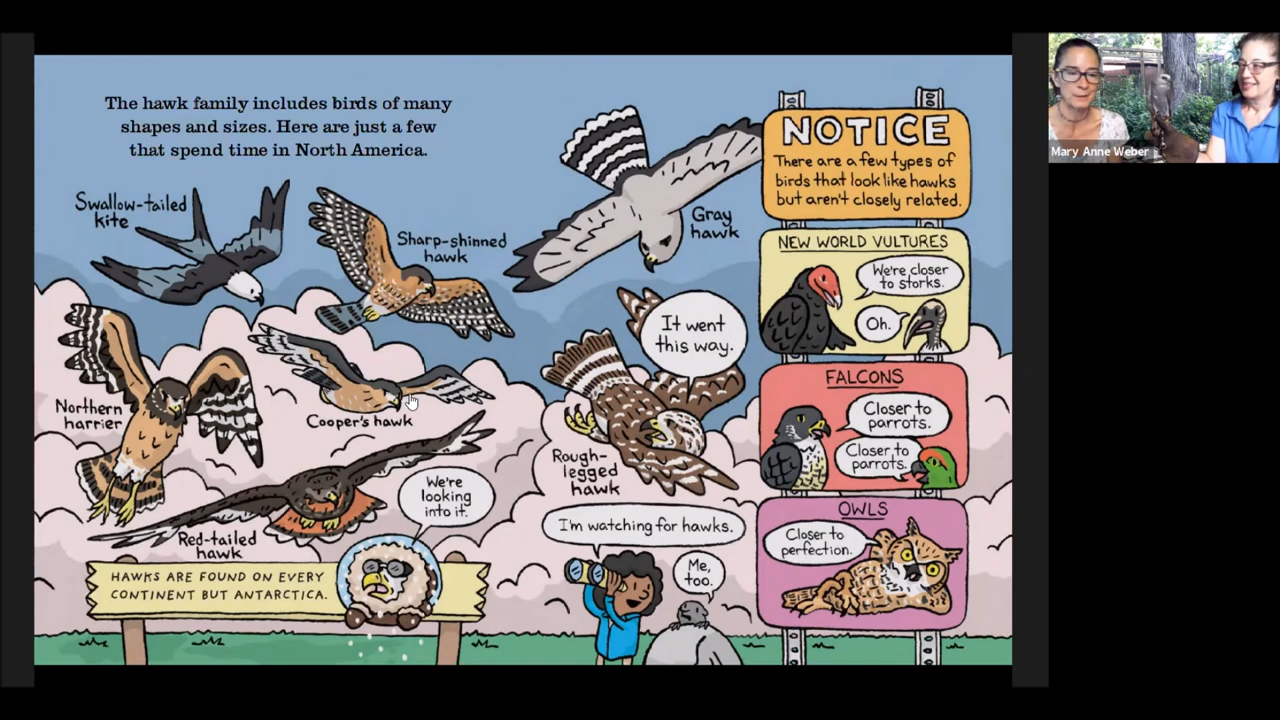 The hawk family includes birds of many
shapes and sizes. Here are just a few
that spend time in North America.
Swallow-tailed
kite
Sharp-shinned
hawk
Gray
hawk
Northern
harrier
Cooper's hawk
Rough-
legged
hawk
It went
this way.
Red-tailed
hawk
We're
looking
into it.
HAWKS ARE FOUND ON EVERY
CONTINENT BUT ANTARCTICA.
I'm watching for hawks.
Me,
too.
NOTICE
There are a few types of
birds that look like hawks
but aren't closely related.
NEW WORLD VULTURES
We're closer
to storks.
Oh.
FALCONS
Closer to
parrots.
Closer to
parrots.
OWLS
Closer to
perfection.
Mary Anne Weber